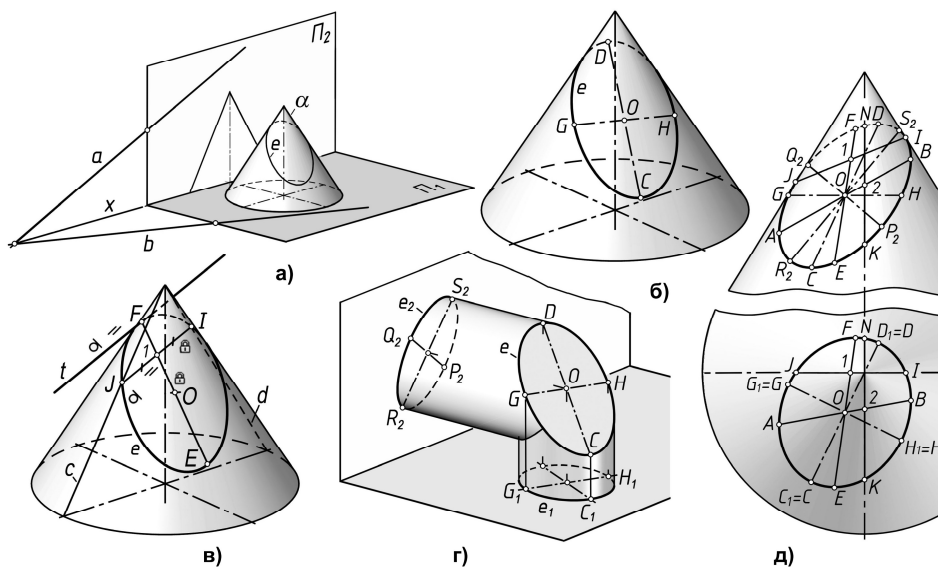 П₂
a
x
b
e
α
П₁
а)
D
e
G
O
H
C
б)
F N D S₂
I
Q₂
1
B
J
O
2
G
H
A
P₂
R₂
C E
K
F N
D₁=D
J
1
I
G₁=G
O
2
B
A
H₁=H
C₁=C
E
K
д)
F
I
t
1
J
O
d
e
E
c
в)
S₂
e₂
D
Q₂
e
P₂
O
H
G
R₂
C
G₁
H₁
e₁
C₁
г)